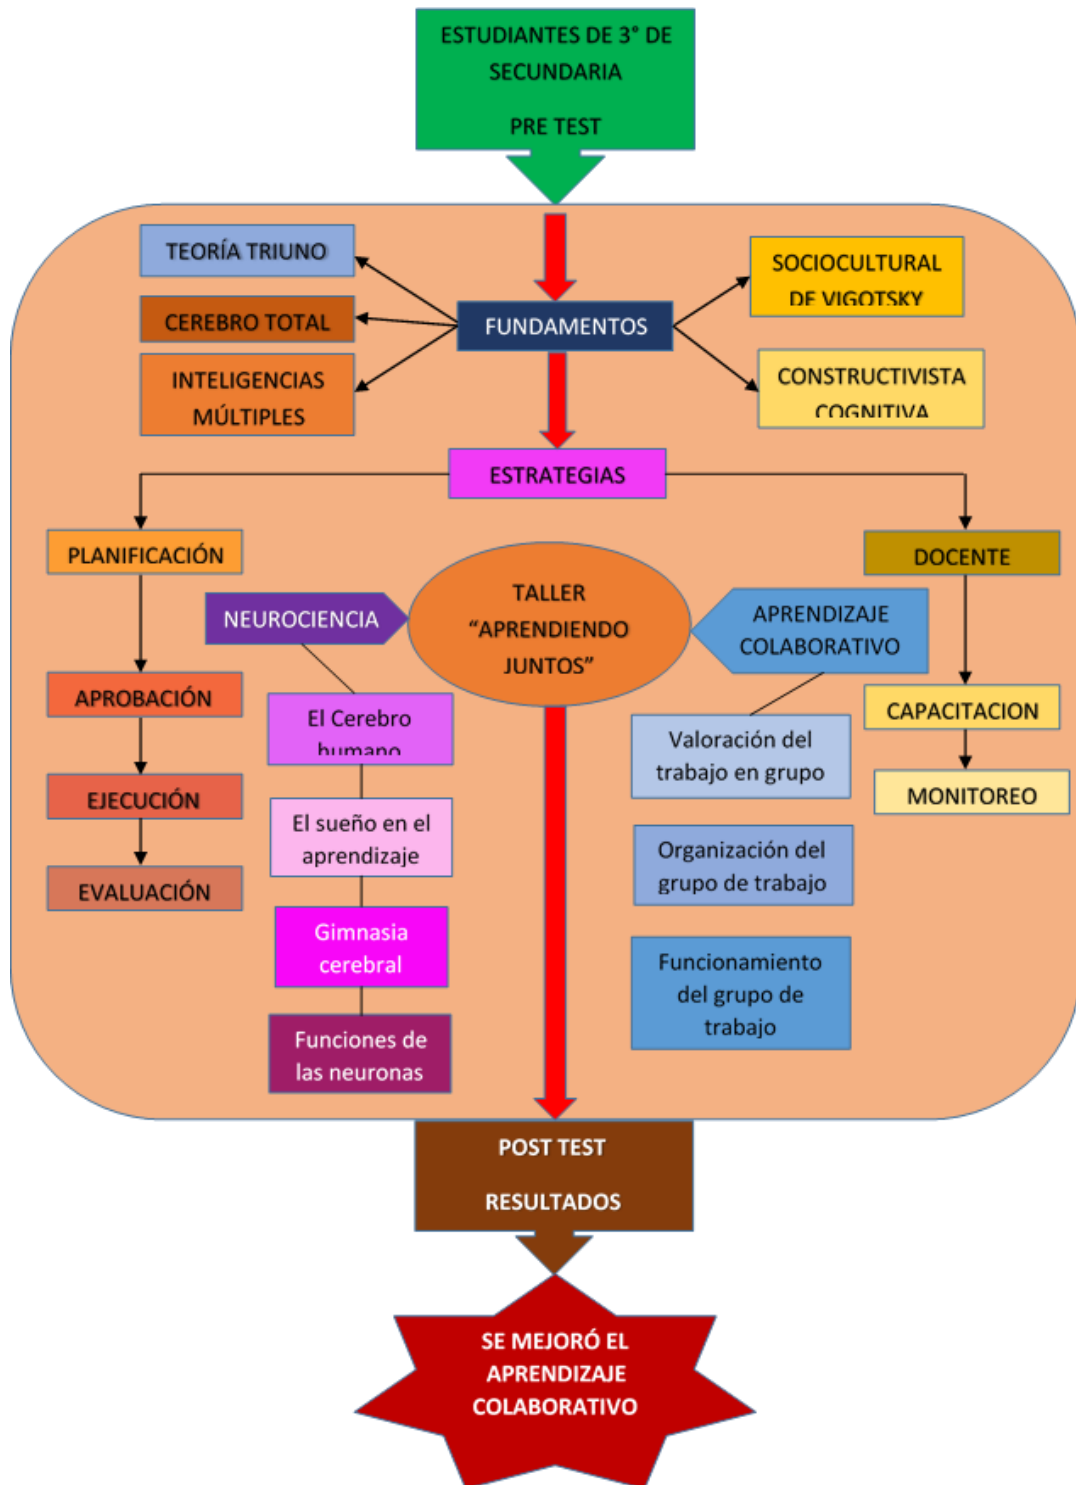 ESTUDIANTES DE 3° DE
SECUNDARIA
PRE TEST
TEORÍA TRIUNO
CEREBRO TOTAL
INTELIGENCIAS
MÚLTIPLES
FUNDAMENTOS
SOCIOCULTURAL
DE VIGOTSKY
CONSTRUCTIVISTA
COGNITIVA
ESTRATEGIAS
PLANIFICACIÓN
APROBACIÓN
EJECUCIÓN
EVALUACIÓN
NEUROCIENCIA
El Cerebro
humano
El sueño en el
aprendizaje
Gimnasia
cerebral
Funciones de
las neuronas
TALLER
“APRENDIENDO
JUNTOS”
APRENDIZAJE
COLABORATIVO
Valoración del
trabajo en grupo
Organización del
grupo de trabajo
Funcionamiento
del grupo de
trabajo
DOCENTE
CAPACITACION
MONITOREO
POST TEST
RESULTADOS
SE MEJORÓ EL
APRENDIZAJE
COLABORATIVO